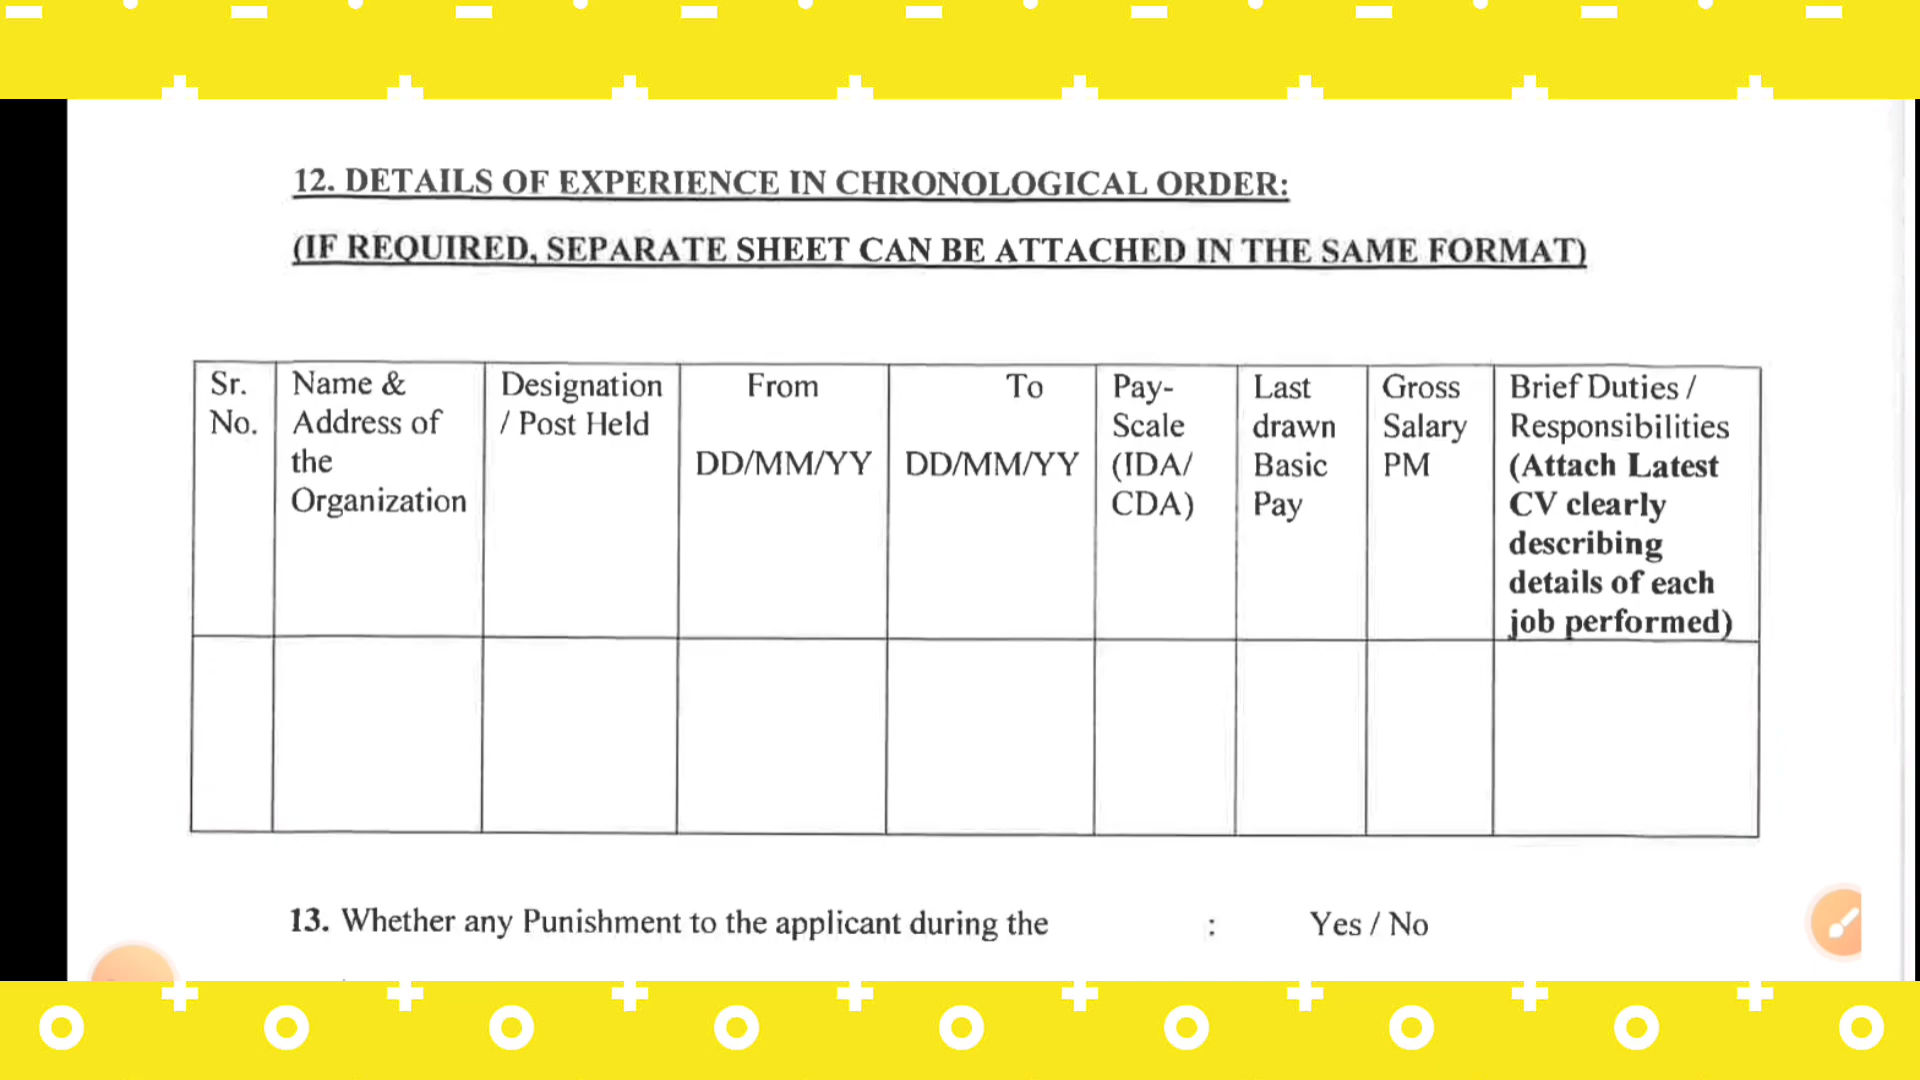 12. DETAILS OF EXPERIENCE IN CHRONOLOGICAL ORDER:
(IF REQUIRED, SEPARATE SHEET CAN BE ATTACHED IN THE SAME FORMAT)
Sr.
No.
Name &
Address of
the
Organization
Designation
/ Post Held
From
DD/MM/YY
To
DD/MM/YY
Pay-
Scale
(IDA/
CDA)
Last
drawn
Basic
Pay
Gross
Salary
PM
Brief Duties /
Responsibilities
(Attach Latest
CV clearly
describing
details of each
job performed)
13. Whether any Punishment to the applicant during the : Yes / No